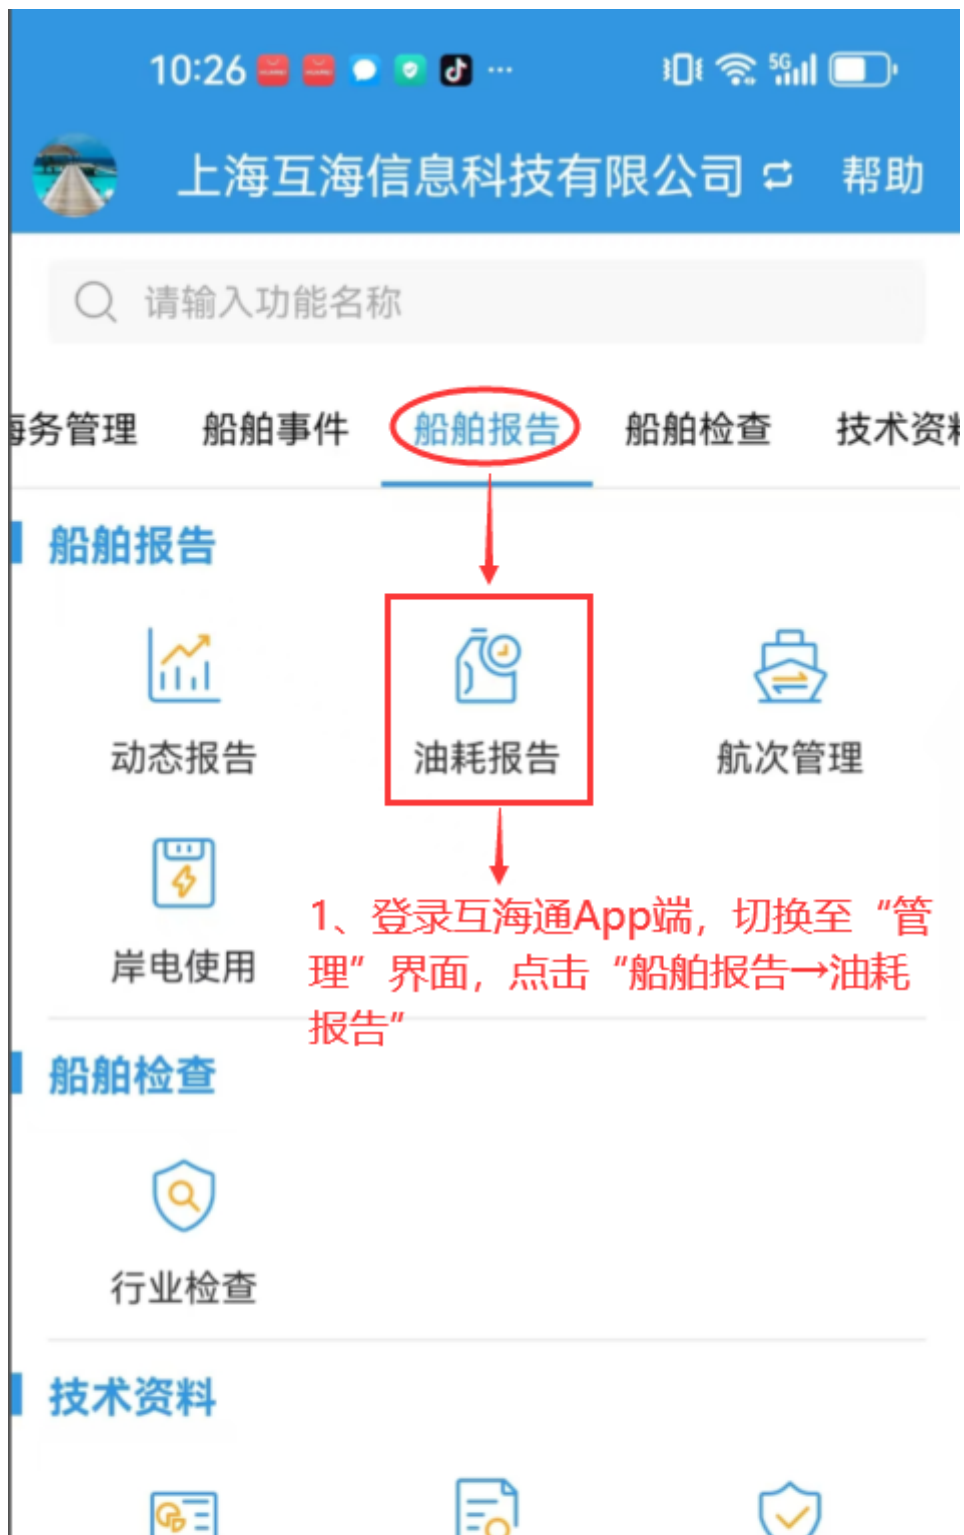 10:26
5G
上海互海信息科技有限公司 帮助
请输入功能名称
务管理 船舶事件 船舶报告 船舶检查 技术资
船舶报告
动态报告 油耗报告 航次管理
岸电使用
1、登录互海通App端，切换至“管
理”界面，点击“船舶报告→油耗
报告”
船舶检查
行业检查
技术资料